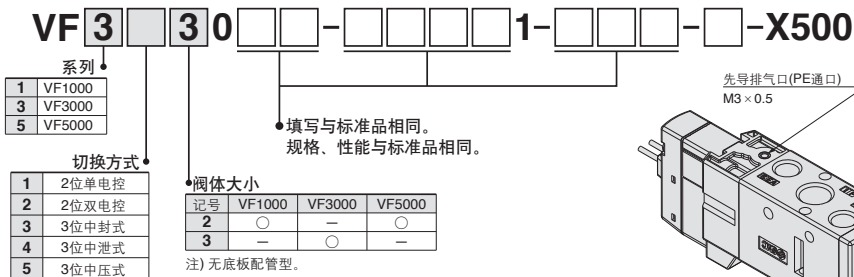 VF 3 3 0 - 1- - -X500
系列
1 VF1000
3 VF3000
5 VF5000
切换方式
1 2位单电控
2 2位双电控
3 3位中封式
4 3位中泄式
5 3位中压式
阀体大小
记号 VF1000 VF3000 VF5000
2 ○ — ○
3 — ○ —
注) 无底板配管型。
填写与标准品相同。
规格、性能与标准品相同。
先导排气口(PE通口)
M3×0.5